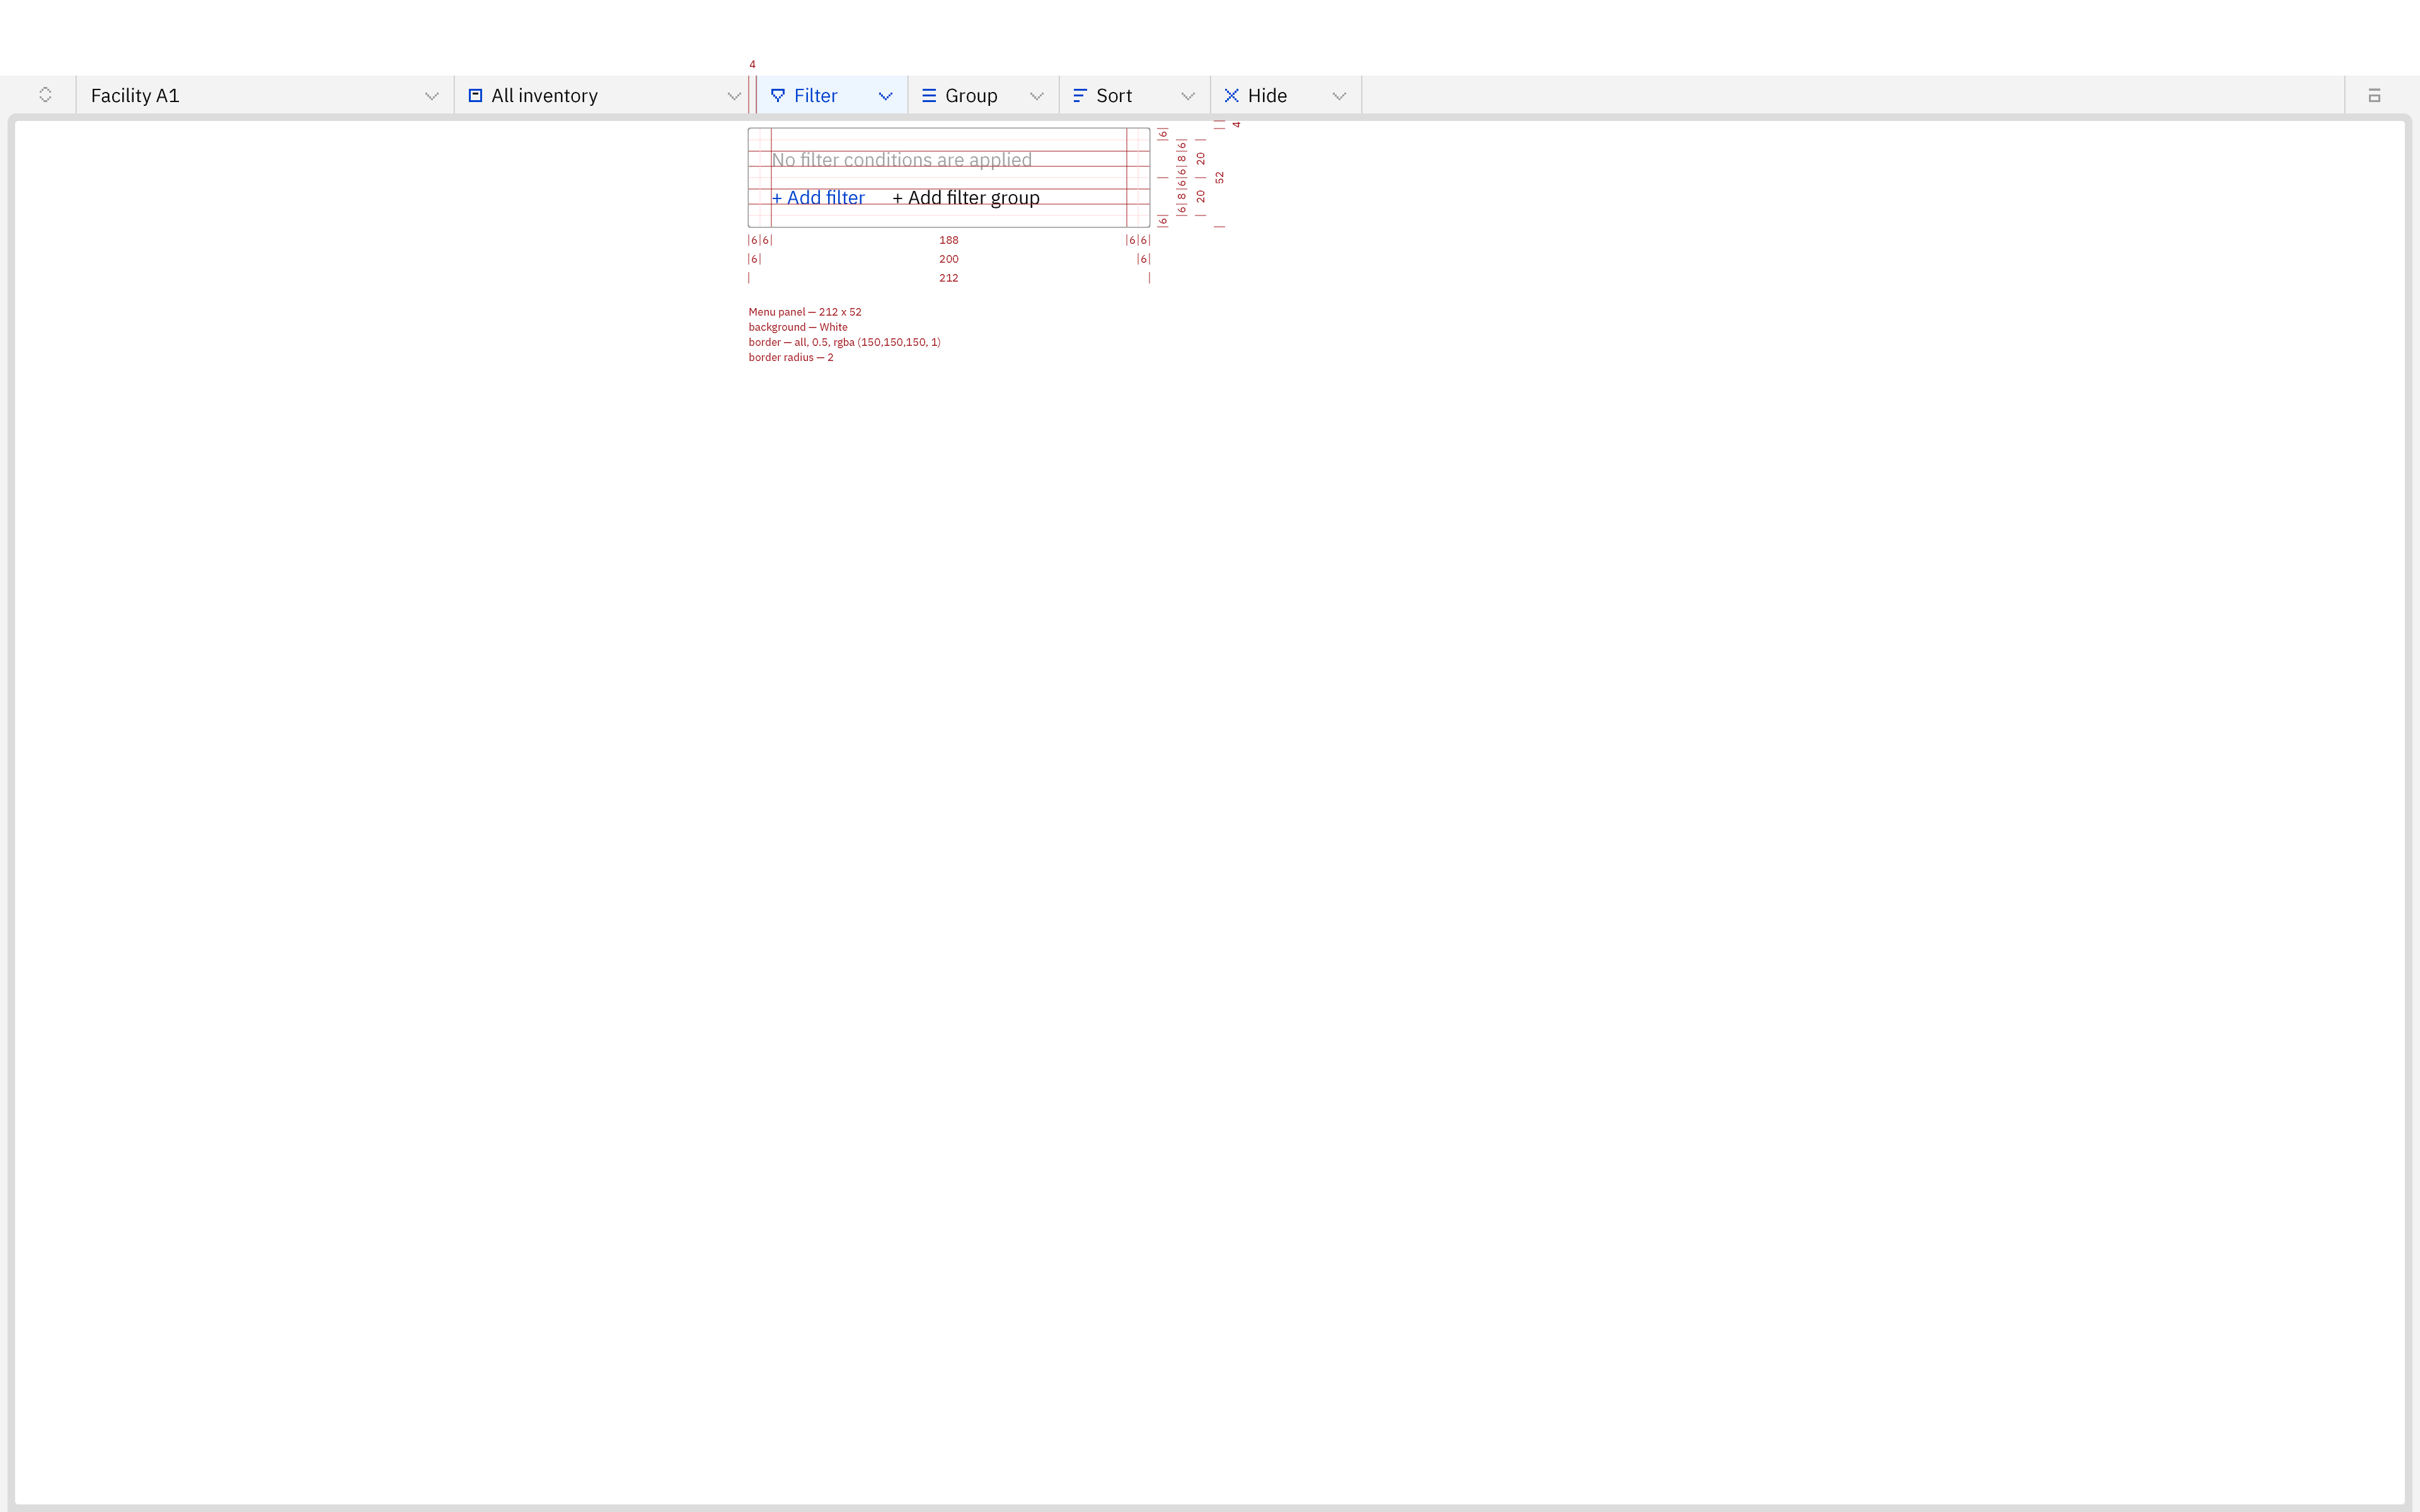 4
Facility A1
All inventory
Filter
Group
Sort
Hide
4
No filter conditions are applied
+ Add filter
+ Add filter group
6
6
8
6
6
8
6
6
20
20
52
6 6 188 6 6
6 200 6
212
Menu panel — 212 x 52
background — White
border — all, 0.5, rgba (150,150,150, 1)
border radius — 2